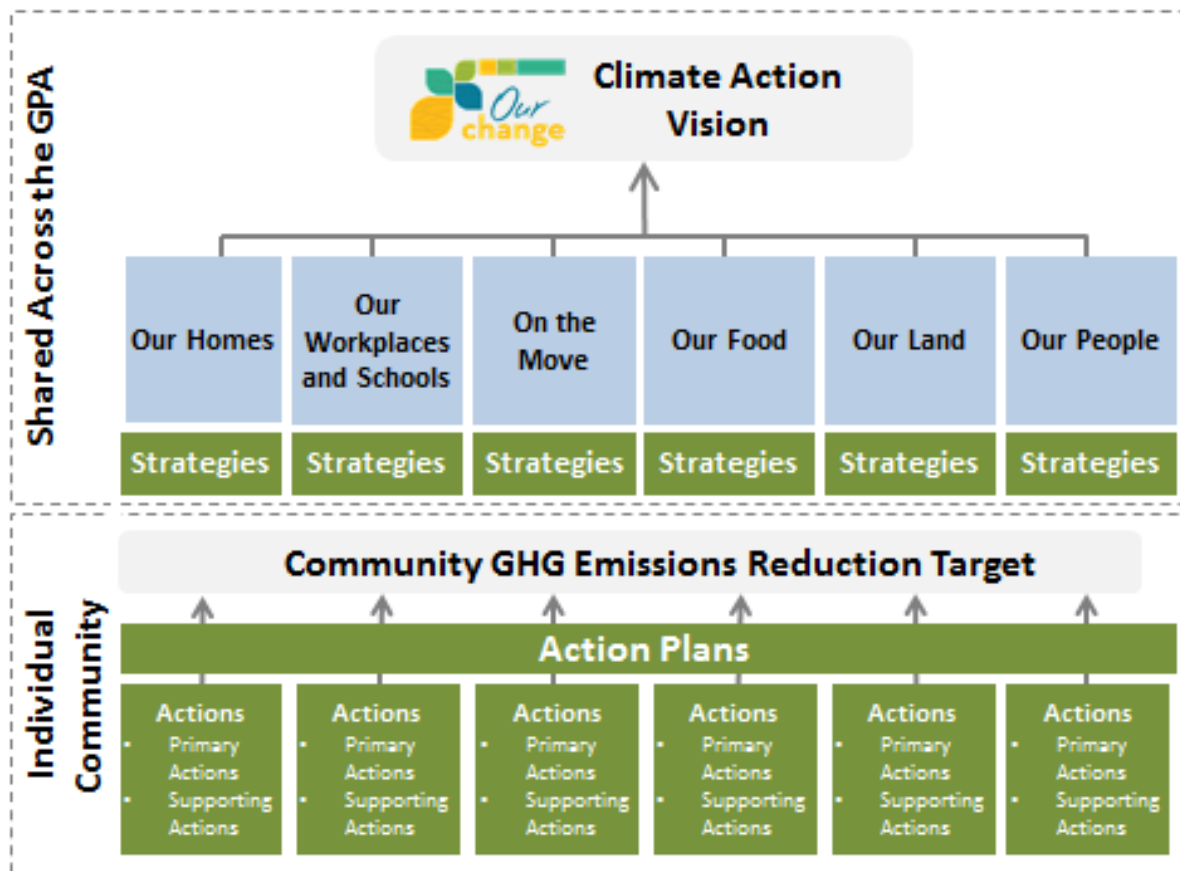 Shared Across the GPA
Our
change
Climate Action
Vision
Our Homes
Our
Workplaces
and Schools
On the
Move
Our Food
Our Land
Our People
Strategies
Strategies
Strategies
Strategies
Strategies
Strategies
Individual
Community
Community GHG Emissions Reduction Target
Action Plans
Actions
▪ Primary
Actions
▪ Supporting
Actions
Actions
▪ Primary
Actions
▪ Supporting
Actions
Actions
▪ Primary
Actions
▪ Supporting
Actions
Actions
▪ Primary
Actions
▪ Supporting
Actions
Actions
▪ Primary
Actions
▪ Supporting
Actions
Actions
▪ Primary
Actions
▪ Supporting
Actions